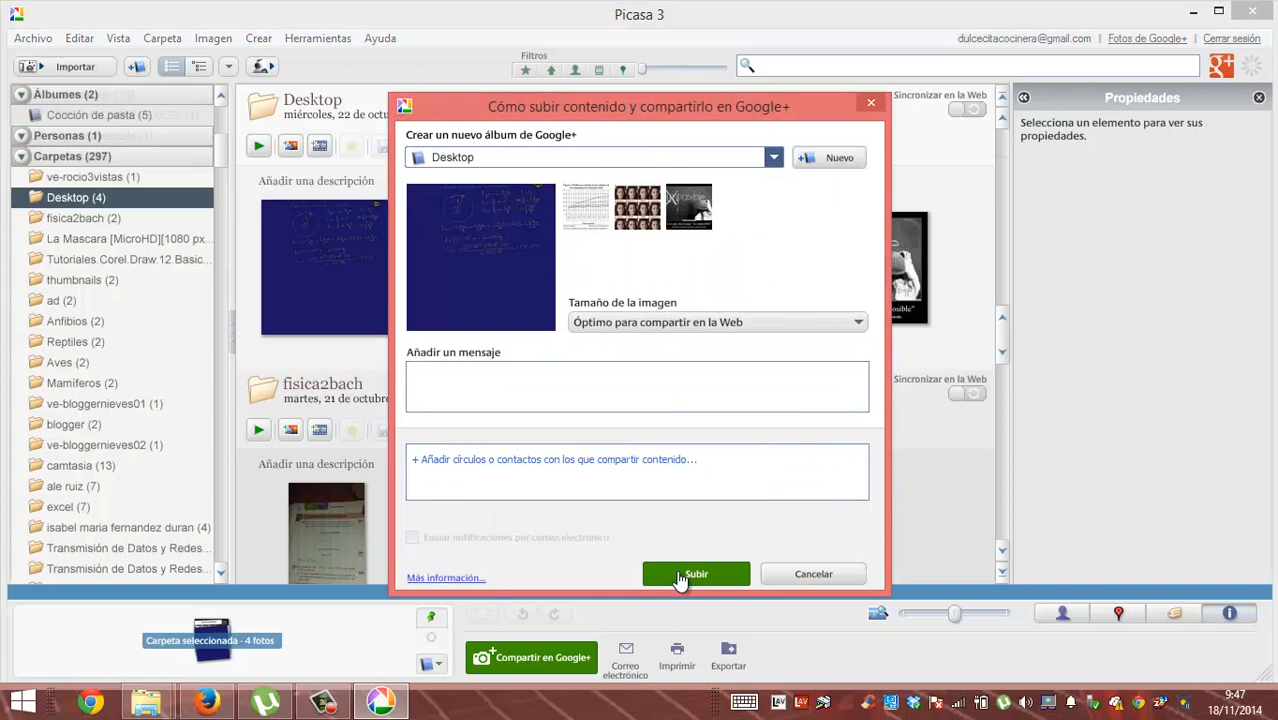 Picasa 3
Archivo Editar Vista Carpeta Imagen Crear Herramientas Ayuda
dulcecitacocinera@gmail.com | Fotos de Google+ | Cerrar sesión
Importar
Filtros
Álbumes (2)
Cocción de pasta (5)
Personas (1)
Carpetas (297)
ve-rocio3vistas (1)
Desktop (4)
fisica2bach (2)
La Mascara [MicroHD][1080 px...
Tutoriales.Corel.Draw.12.Basic...
thumbnails (2)
ad (2)
Anfibios (2)
Reptiles (2)
Aves (2)
Mamíferos (2)
ve-bloggernieves01 (1)
blogger (2)
ve-bloggernieves02 (1)
camtasia (13)
ale ruiz (7)
excel (7)
isabel maria fernandez duran (4)
Transmisión de Datos y Redes...
Transmisión de Datos y Redes...
Desktop
miércoles, 22 de octu
Añadir una descripción
fisica2bach
martes, 21 de octubre
Añadir una descripción
Sincronizar en la Web
Sincronizar en la Web
Cómo subir contenido y compartirlo en Google+
Crear un nuevo álbum de Google+
Desktop
Nuevo
Tamaño de la imagen
Óptimo para compartir en la Web
Añadir un mensaje
+ Añadir círculos o contactos con los que compartir contenido...
Enviar notificaciones por correo electrónico
Más información...
Subir
Cancelar
Propiedades
Selecciona un elemento para ver sus
propiedades.
Carpeta seleccionada - 4 fotos
Compartir en Google+
Correo
electrónico
Imprimir
Exportar
9:47
18/11/2014